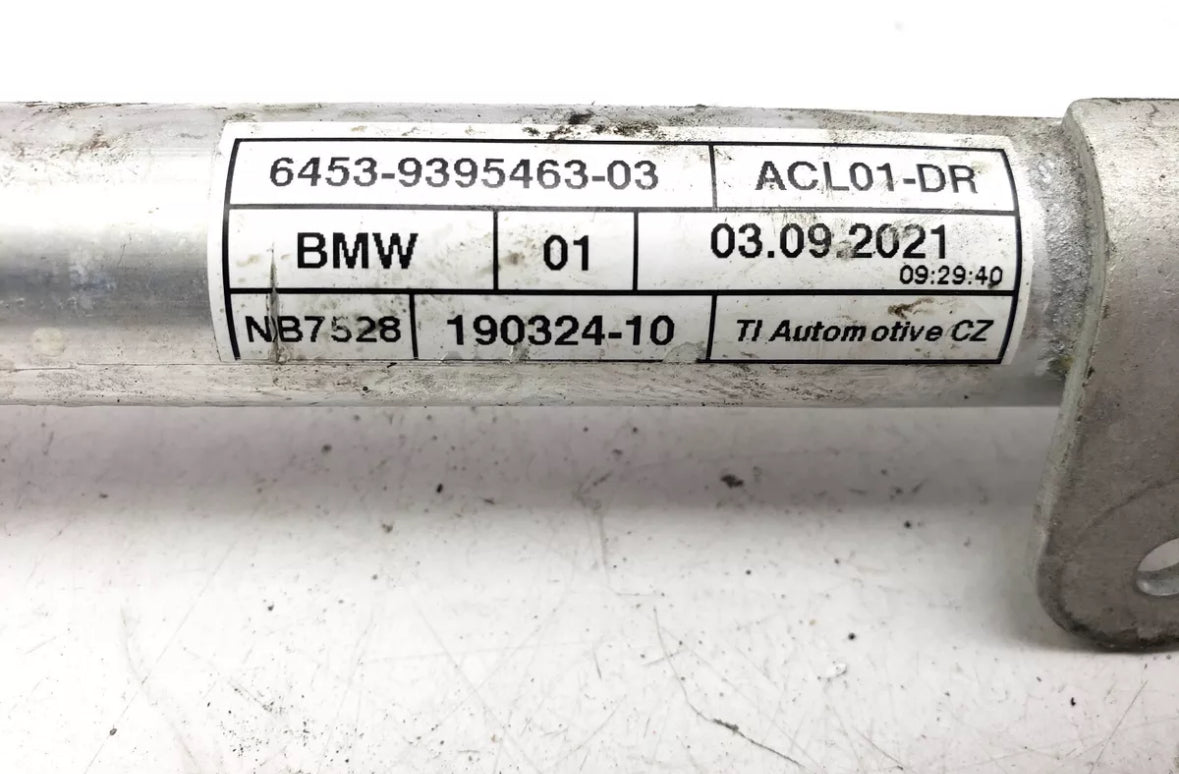 6453-9395463-03 ACL01-DR
BMW 01 03.09.2021
09:29:40
NB7528 190324-10 TI Automotive CZ